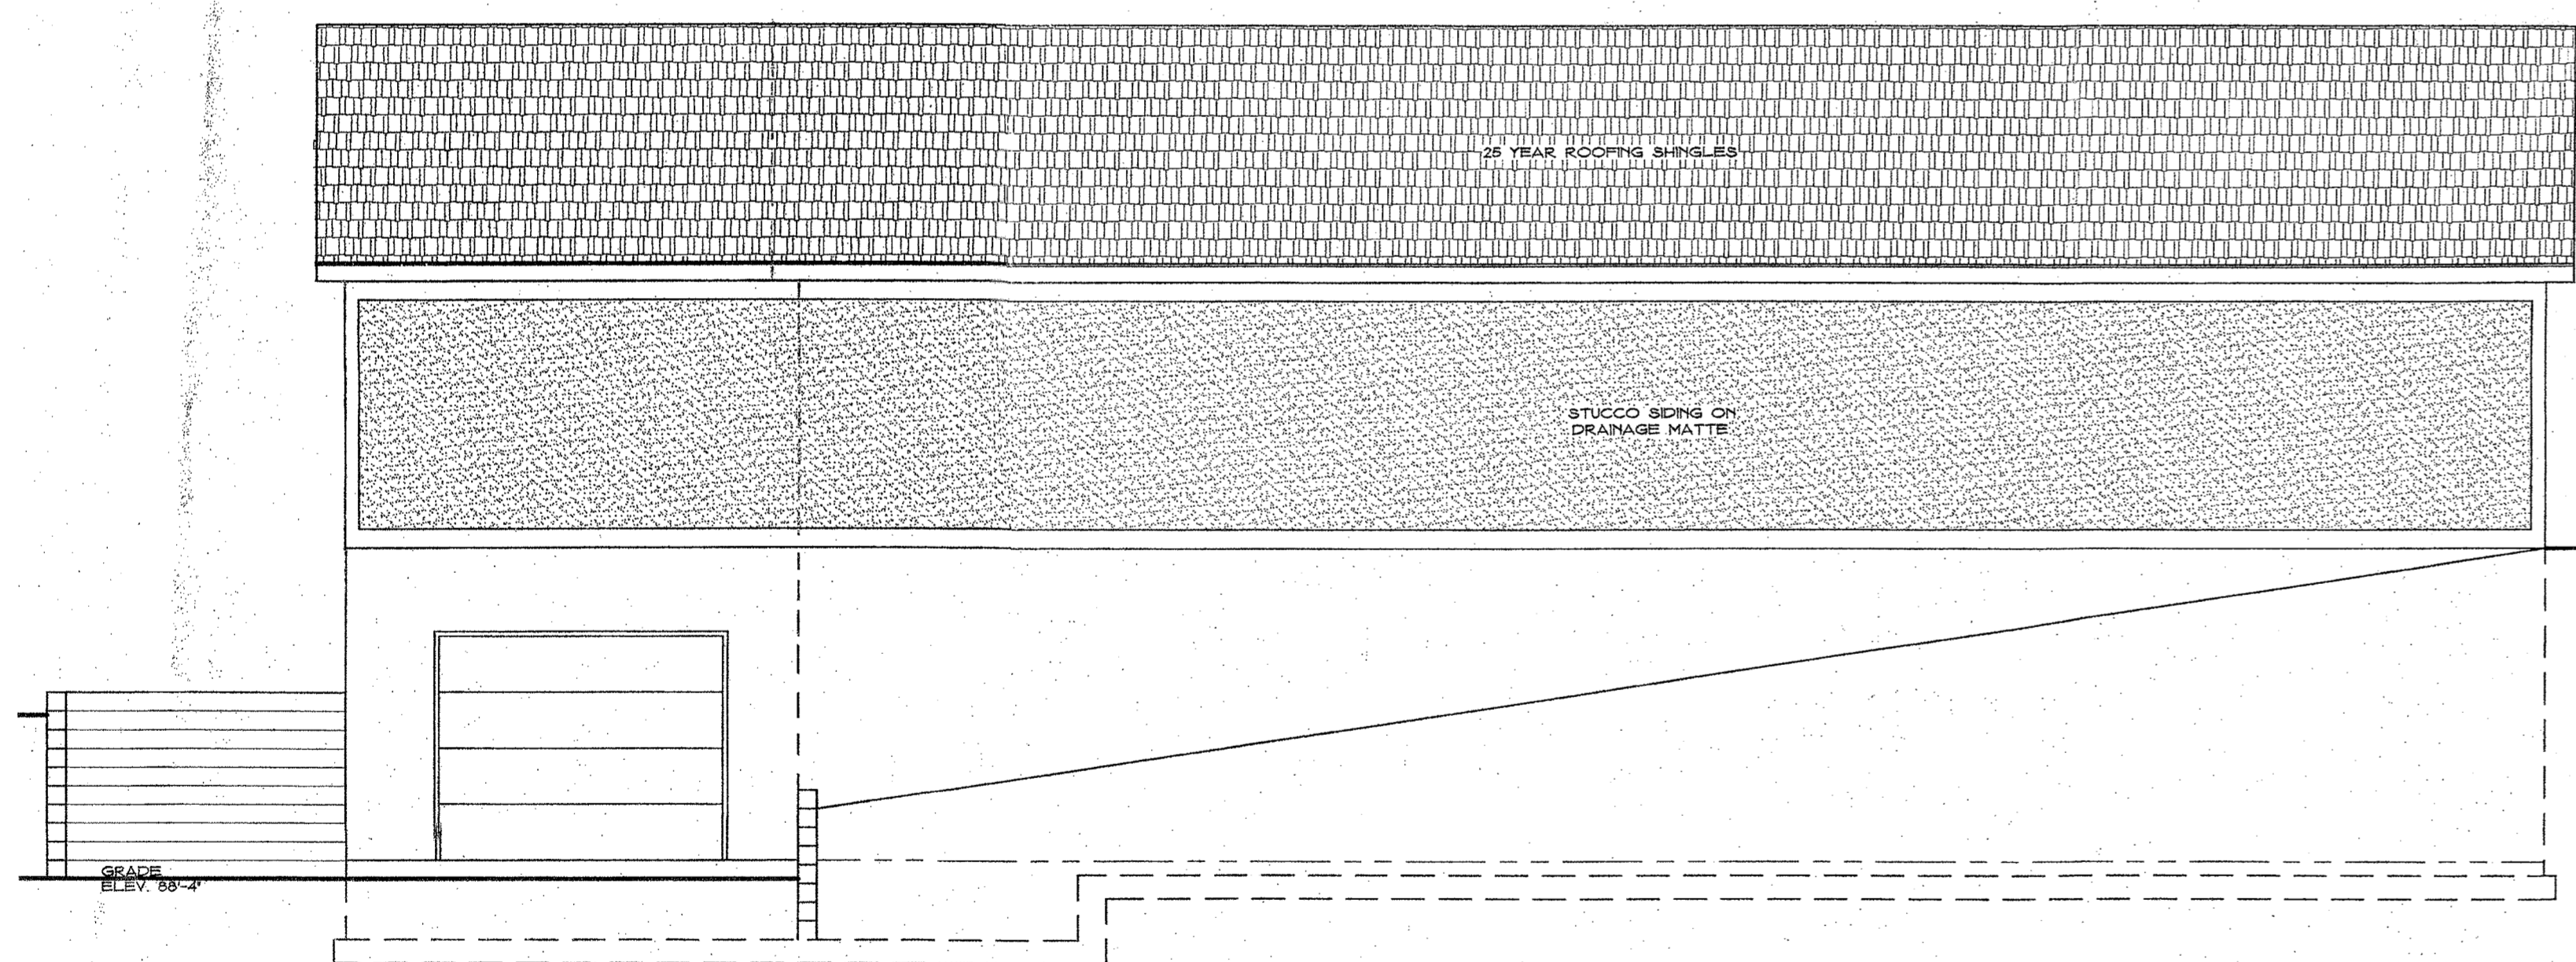 25 YEAR ROOFING SHINGLES
STUCCO SIDING ON
DRAINAGE MATTE
GRADE
ELEV. 88'-4"